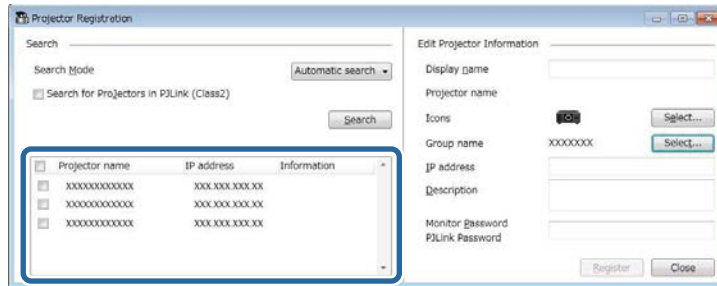 Projector Registration
Search
Search Mode
Automatic search
Search for Projectors in PJLink (Class2)
Search
Projector name IP address Information
XXXXXXXXXXXX XXX.XXX.XXX.XX
XXXXXXXXXXXX XXX.XXX.XXX.XX
XXXXXXXXXXXX XXX.XXX.XXX.XX
Edit Projector Information
Display name
Projector name
Icons Select...
Group name XXXXXXX Select...
IP address
Description
Monitor Password
PJLink Password
Register Close